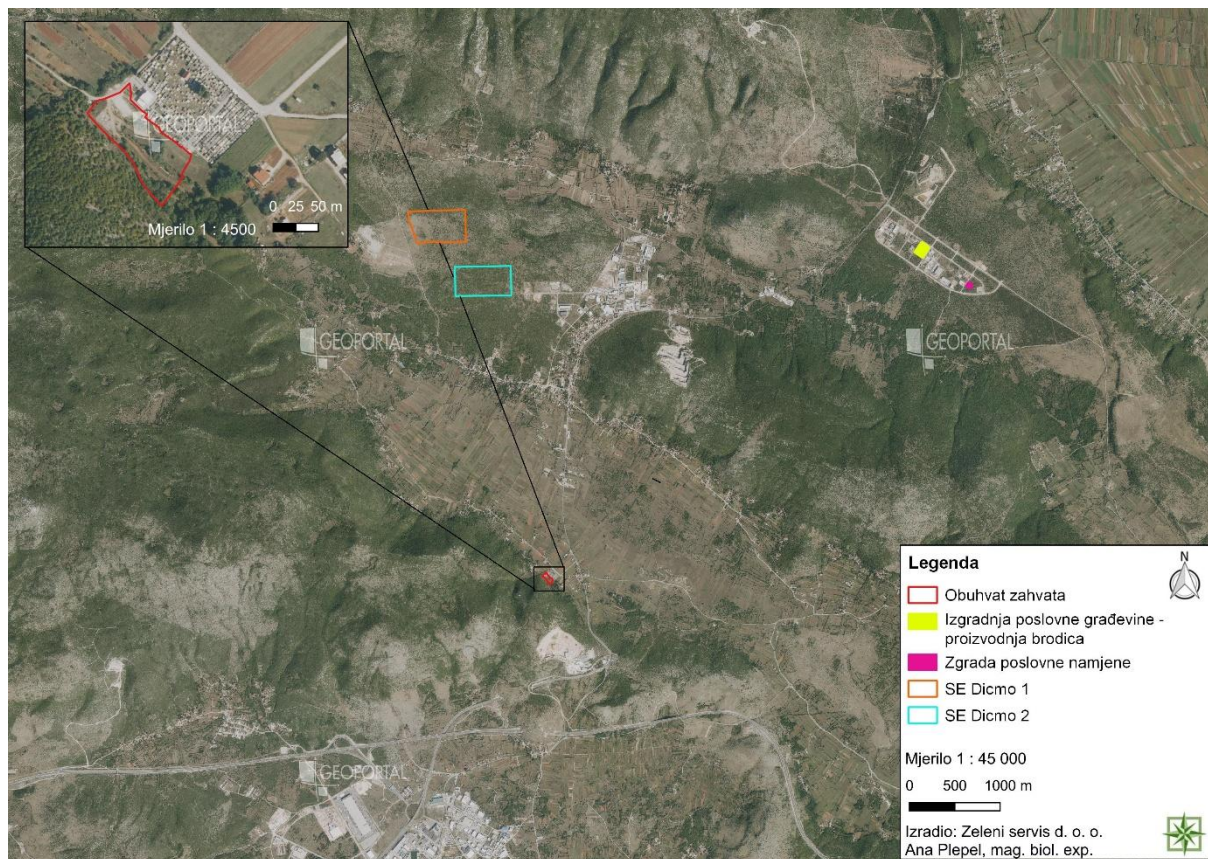 GEOPORTAL
Mjerilo 1 : 4500
0 25 50 m
GEOPORTAL
GEOPORTAL
GEOPORTAL
Legenda
N
Obuhvat zahvata
Izgradnja poslovne građevine -
proizvodnja brodica
Zgrada poslovne namjene
SE Dicmo 1
SE Dicmo 2
Mjerilo 1 : 45 000
0 500 1000 m
Izradio: Zeleni servis d. o. o.
Ana Plepel, mag. biol. exp.